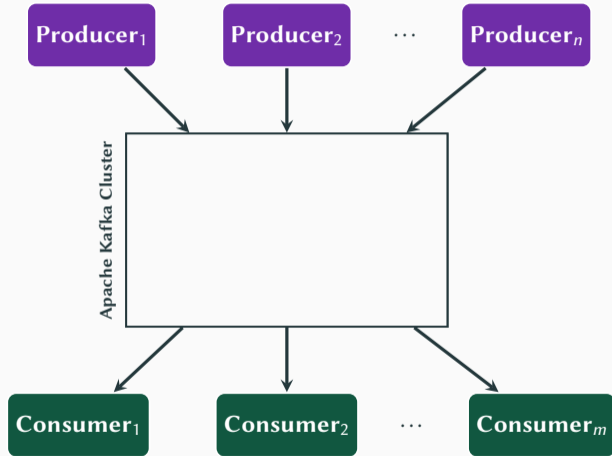 Producer₁ Producer₂ ··· Producerₙ
Apache Kafka Cluster
Consumer₁ Consumer₂ ··· Consumerₘ